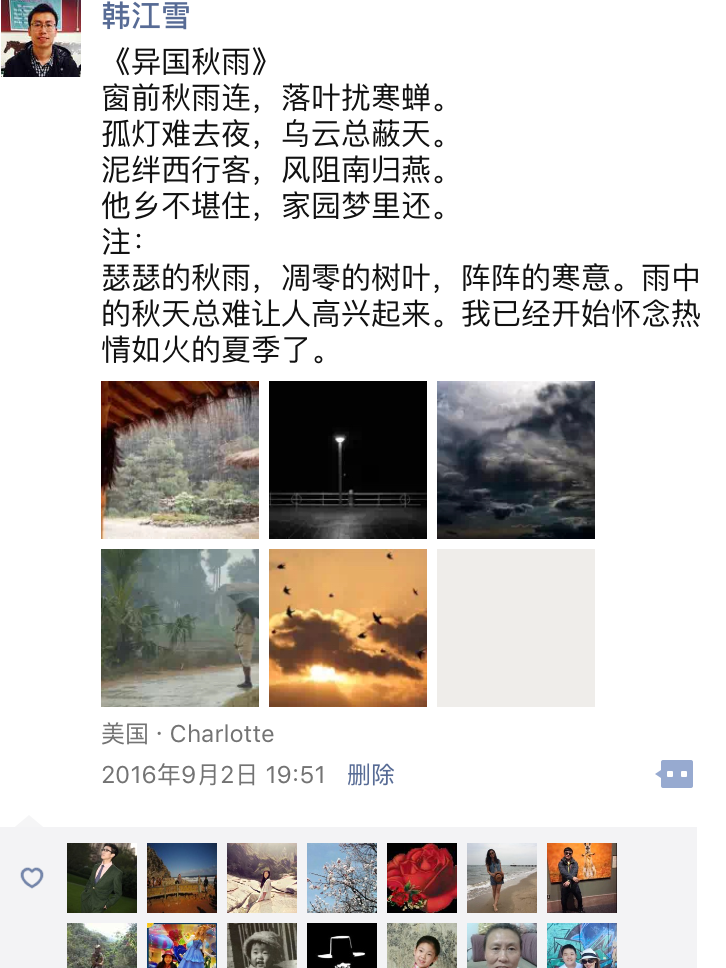 韩江雪
《异国秋雨》
窗前秋雨连，落叶扰寒蝉。
孤灯难去夜，乌云总蔽天。
泥绊西行客，风阻南归燕。
他乡不堪住，家园梦里还。
注：
瑟瑟的秋雨，凋零的树叶，阵阵的寒意。雨中
的秋天总难让人高兴起来。我已经开始怀念热
情如火的夏季了。
美国 · Charlotte
2016年9月2日 19:51 删除